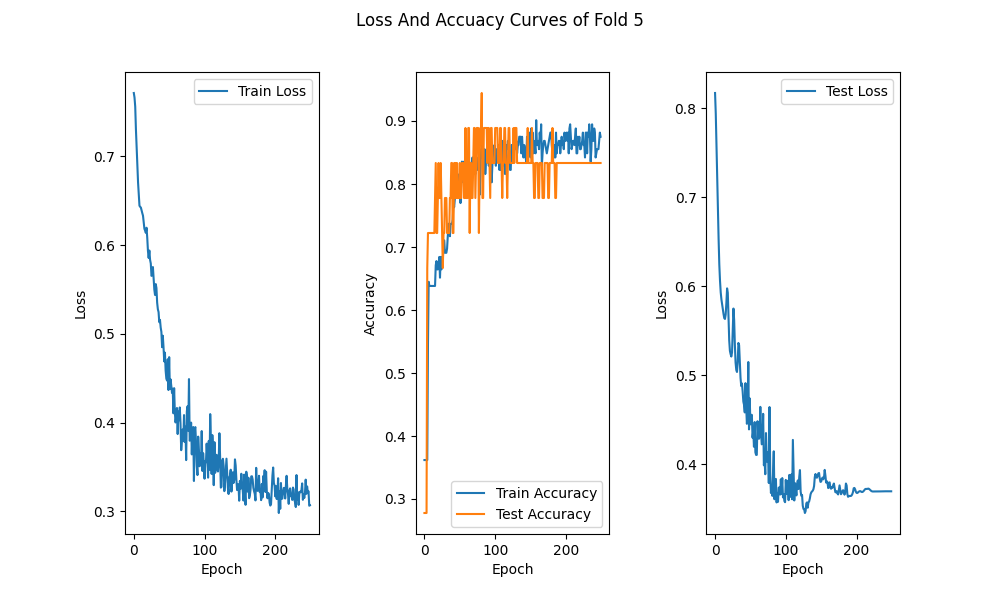 Loss And Accuacy Curves of Fold 5
Train Loss
0.7
0.6
0.5
0.4
0.3
Loss
0 100 200
Epoch
0.9
0.8
0.7
0.6
0.5
0.4
0.3
Accuracy
Train Accuracy
Test Accuracy
0 100 200
Epoch
Test Loss
0.8
0.7
0.6
0.5
0.4
Loss
0 100 200
Epoch